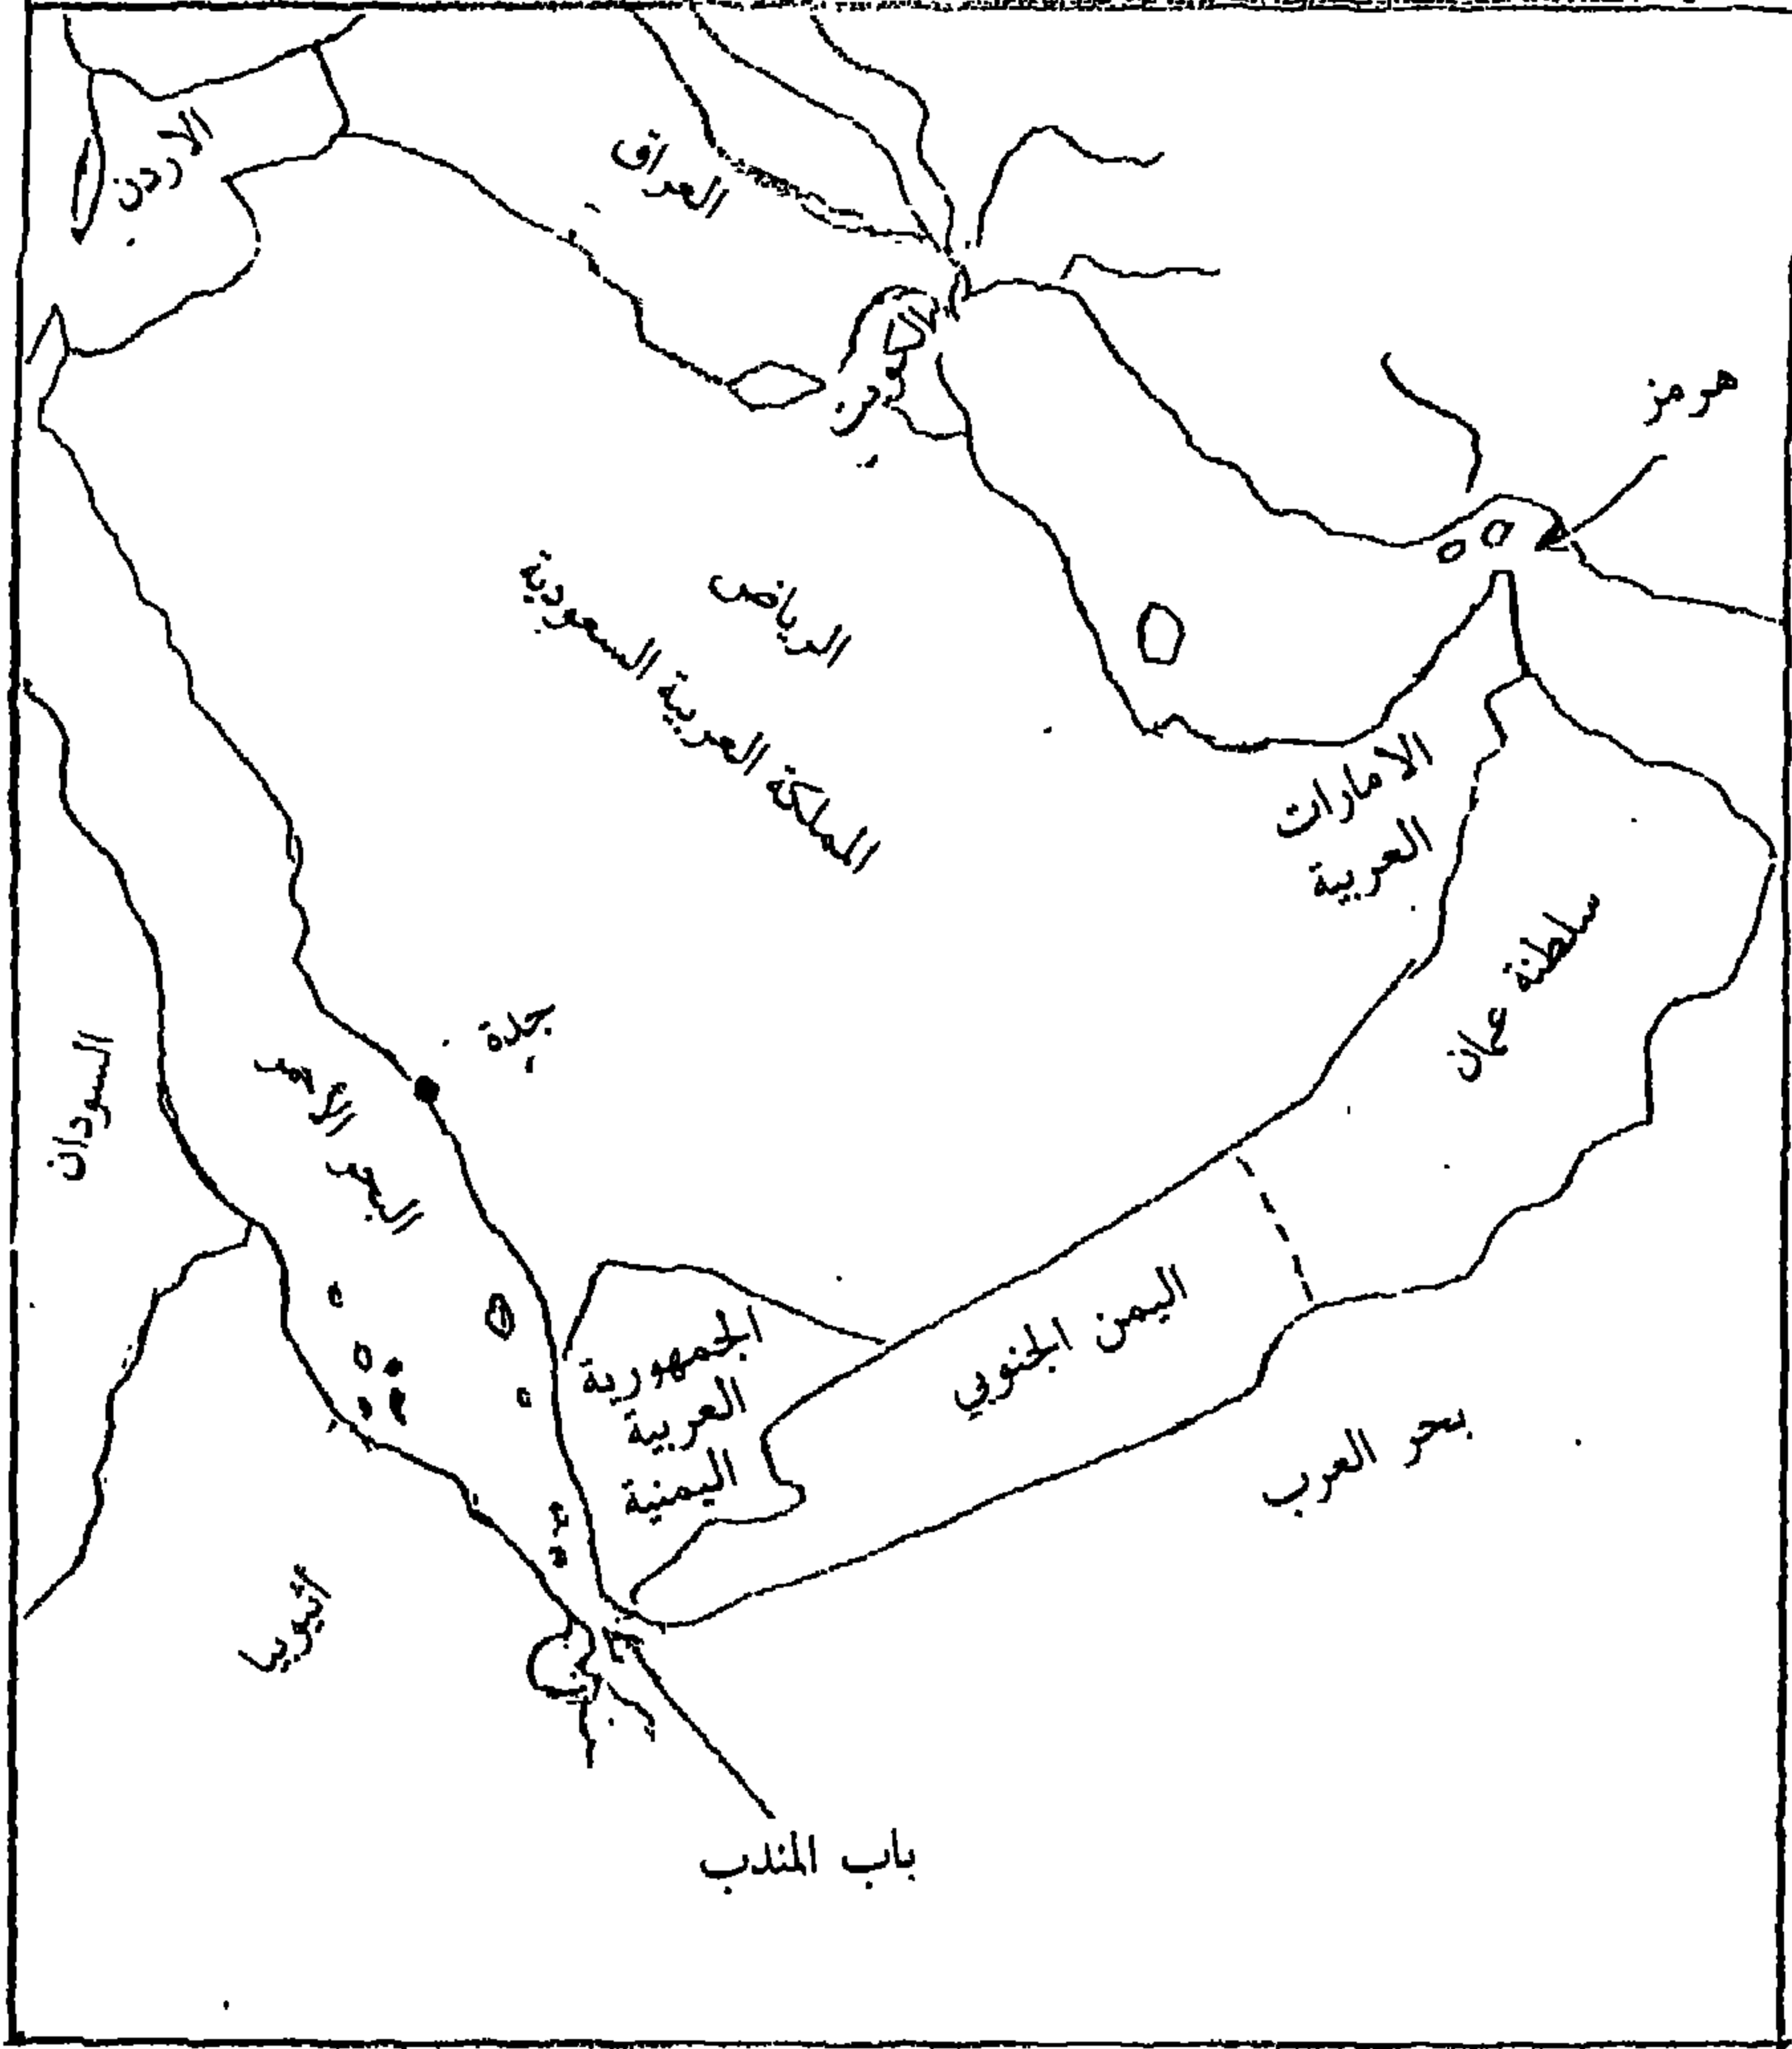 الاردن
العراق
الكويت
هرمز
الرياض
المملكة العربية السعودية
الامارات
العربية
سلطنة عمان
جدة
السودان
البحر الاحمر
الجمهورية
العربية
اليمنية
اليمن الجنوبي
بحر العرب
اثيوبيا
باب المندب